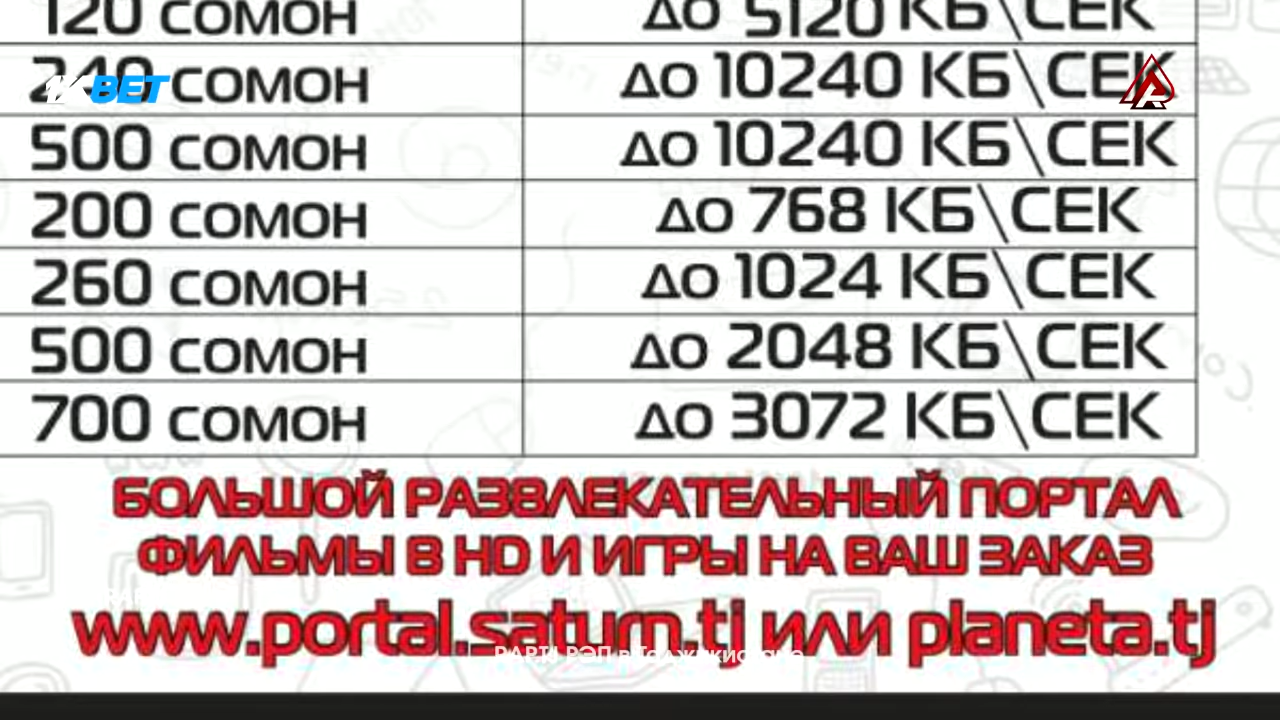 120 СОМОН ДО 5120 КБ\СЕК
240 СОМОН ДО 10240 КБ\СЕК
1XBET
500 СОМОН ДО 10240 КБ\СЕК
200 СОМОН ДО 768 КБ\СЕК
260 СОМОН ДО 1024 КБ\СЕК
500 СОМОН ДО 2048 КБ\СЕК
700 СОМОН ДО 3072 КБ\СЕК
БОЛЬШОЙ РАЗВЛЕКАТЕЛЬНЫЙ ПОРТАЛ
ФИЛЬМЫ В HD И ИГРЫ НА ВАШ ЗАКАЗ
www.portal.saturn.tj или planeta.tj
РЭП в Таджикистане